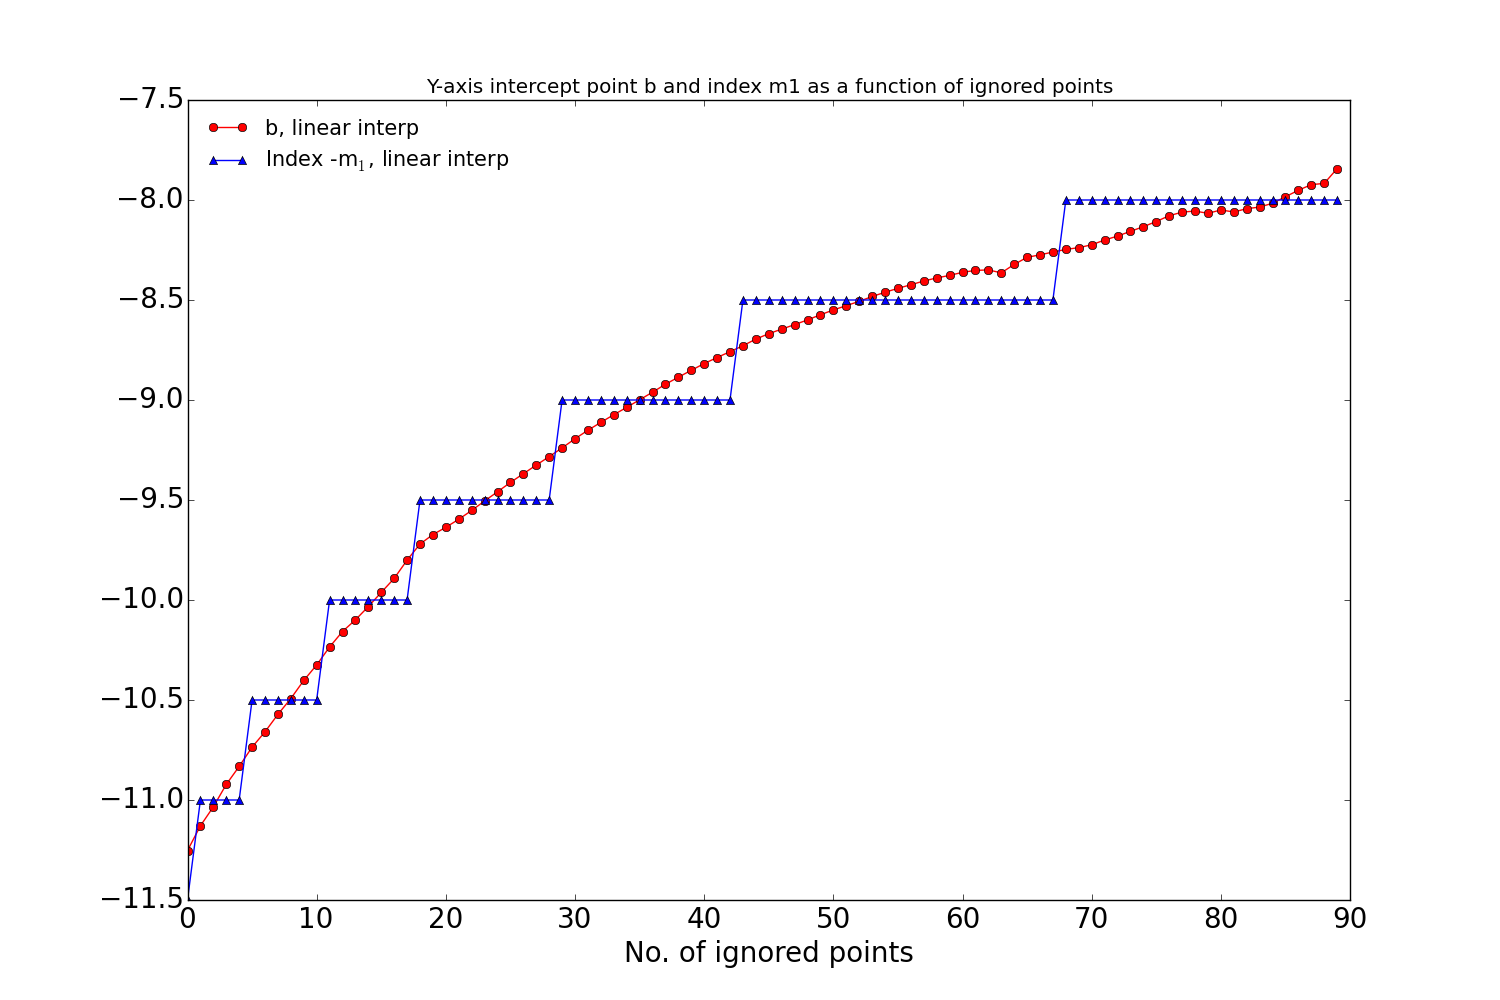 Y-axis intercept point b and index m1 as a function of ignored points
−7.5
b, linear interp
Index -m₁, linear interp
−8.0
−8.5
−9.0
−9.5
−10.0
−10.5
−11.0
−11.5
0 10 20 30 40 50 60 70 80 90
No. of ignored points